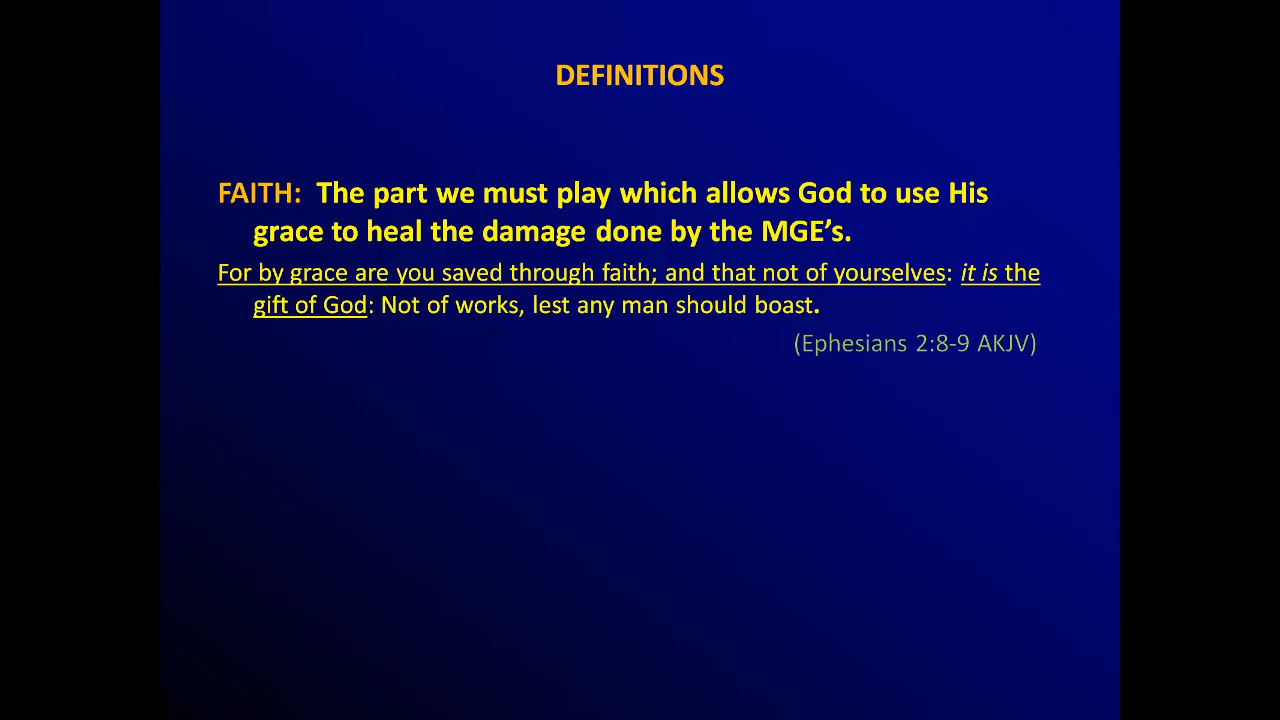 DEFINITIONS
FAITH: The part we must play which allows God to use His
grace to heal the damage done by the MGE’s.
For by grace are you saved through faith; and that not of yourselves: it is the
gift of God: Not of works, lest any man should boast.
(Ephesians 2:8-9 AKJV)